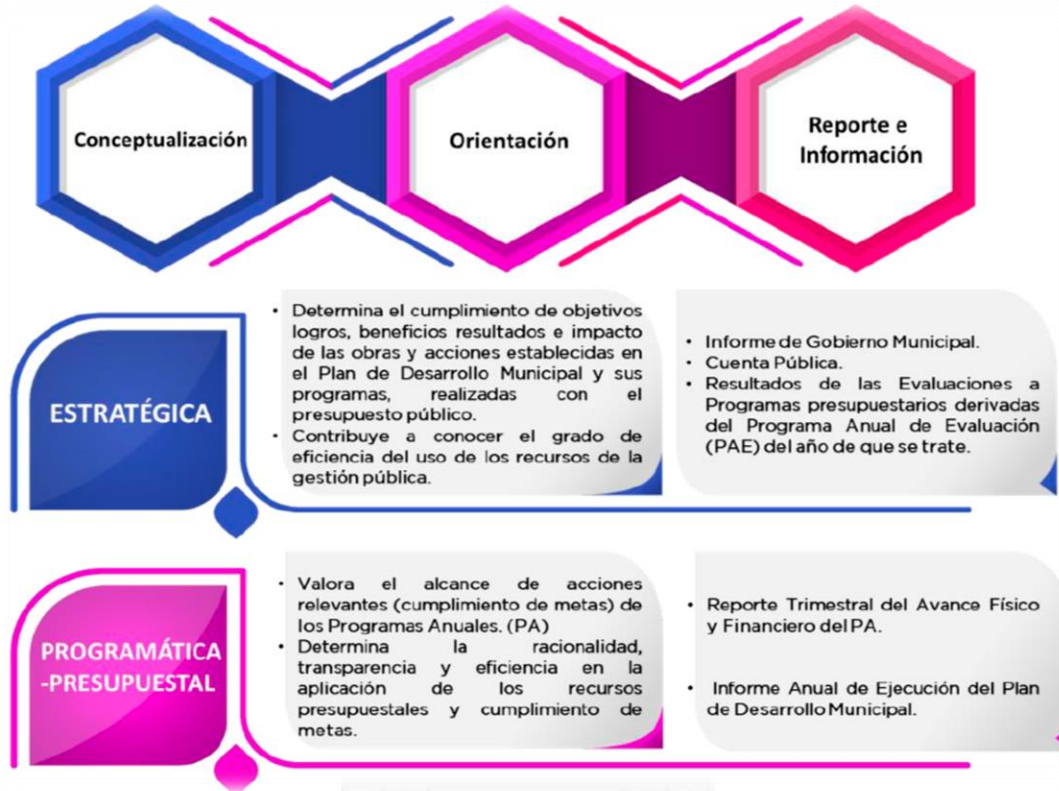 Conceptualización
Orientación
Reporte e
Información
ESTRATÉGICA
• Determina el cumplimiento de objetivos
logros, beneficios resultados e impacto
de las obras y acciones establecidas en
el Plan de Desarrollo Municipal y sus
programas, realizadas con el
presupuesto público.
• Contribuye a conocer el grado de
eficiencia del uso de los recursos de la
gestión pública.
• Informe de Gobierno Municipal.
• Cuenta Pública.
• Resultados de las Evaluaciones a
Programas presupuestarios derivadas
del Programa Anual de Evaluación
(PAE) del año de que se trate.
PROGRAMÁTICA
-PRESUPUESTAL
• Valora el alcance de acciones
relevantes (cumplimiento de metas) de
los Programas Anuales. (PA)
• Determina la racionalidad,
transparencia y eficiencia en la
aplicación de los recursos
presupuestales y cumplimiento de
metas.
• Reporte Trimestral del Avance Físico
y Financiero del PA.
• Informe Anual de Ejecución del Plan
de Desarrollo Municipal.